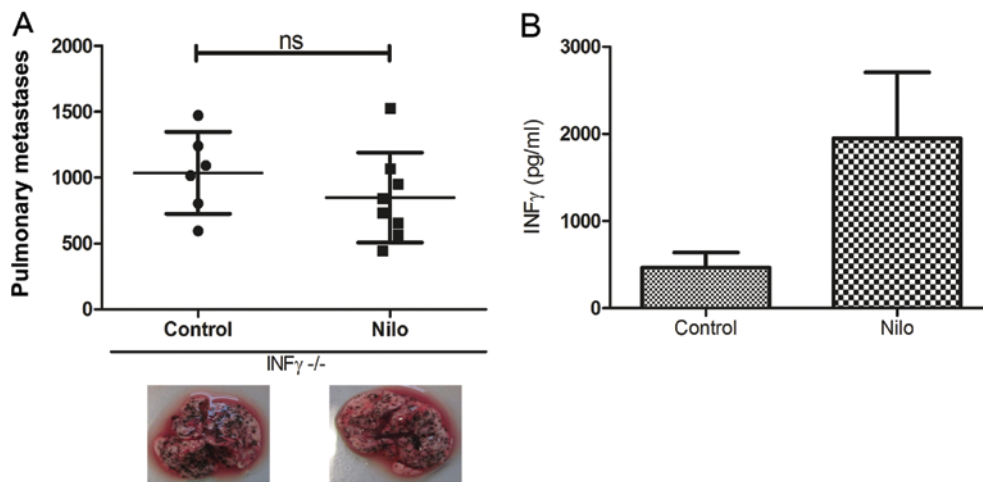 A
ns
2000
1500
1000
500
0
Pulmonary metastases
Control Nilo
INFγ -/-
B
3000
2000
1000
0
INFγ (pg/ml)
Control Nilo